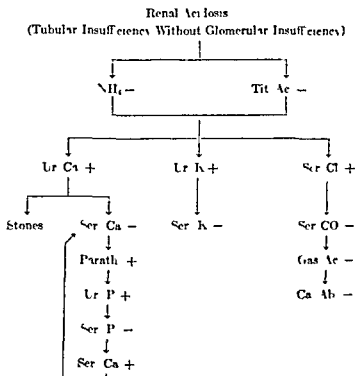 Renal Acidosis
(Tubular Insufficiency Without Glomerular Insufficiency)
NH₄ − Tit Ac −
Ur Ca + Ur K + Ser Cl +
Stones Ser Ca − Ser K − Ser CO −
Parath + Gas Ac −
Ur P + Ca Ab −
Ser P −
Ser Ca +